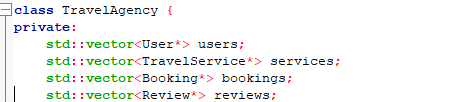 class TravelAgency {
private:
    std::vector<User*> users;
    std::vector<TravelService*> services;
    std::vector<Booking*> bookings;
    std::vector<Review*> reviews;